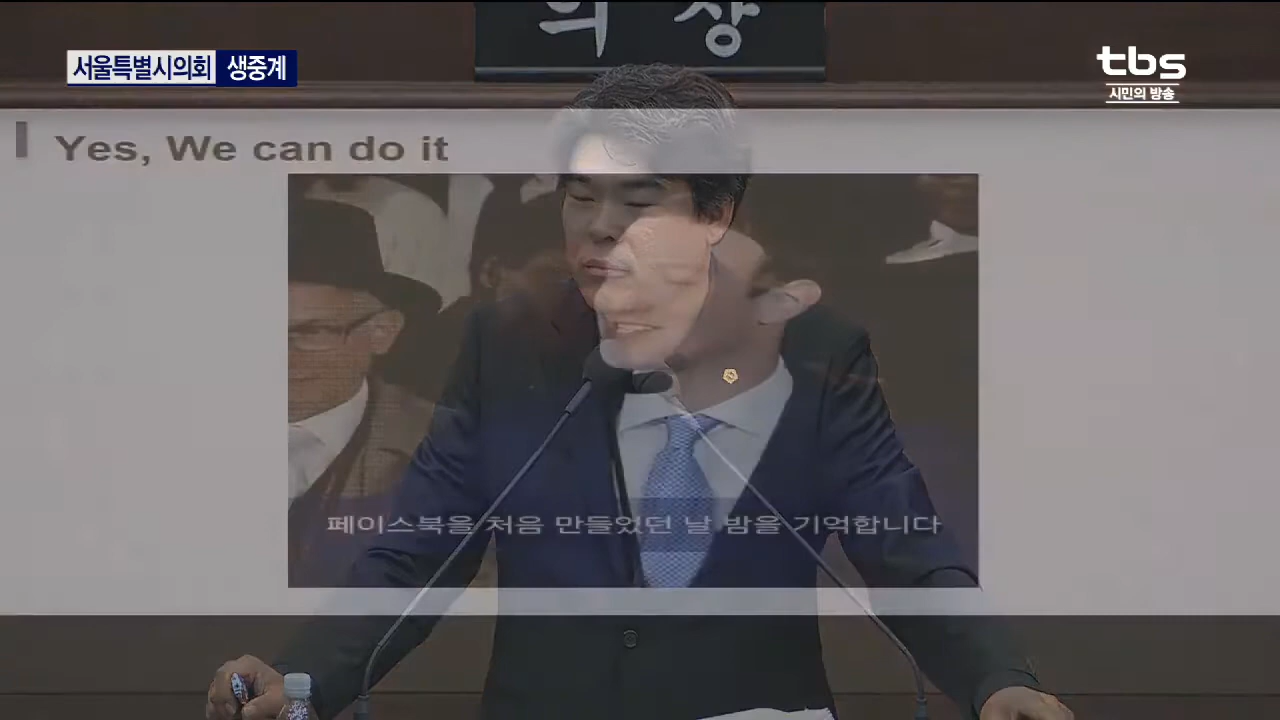 의장
서울특별시의회 생중계
tbs
시민의 방송
Yes, We can do it
페이스북을 처음 만들었던 날 밤을 기억합니다